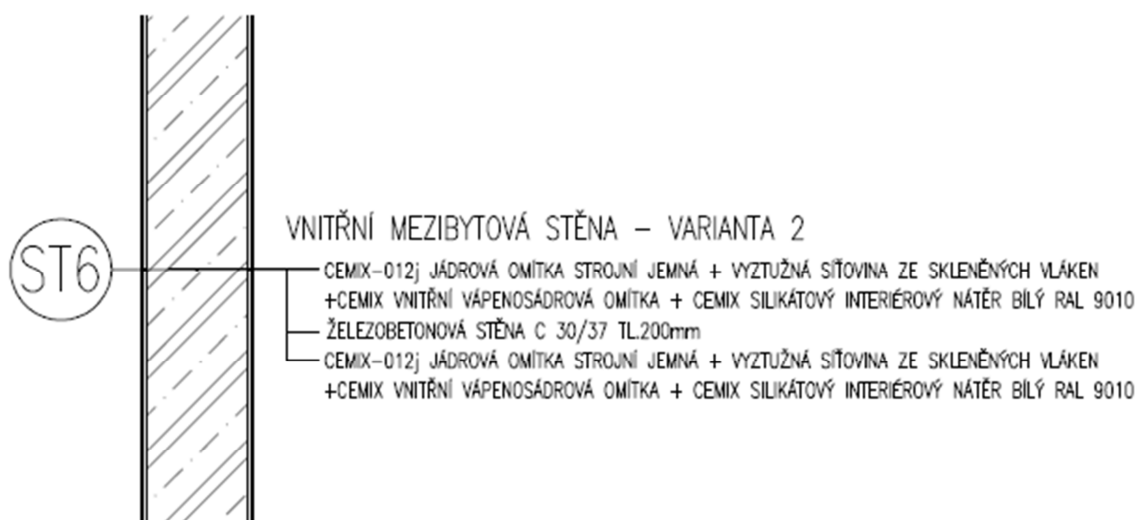 VNITŘNÍ MEZIBYTOVÁ STĚNA – VARIANTA 2
ST6
CEMIX-012j JÁDROVÁ OMÍTKA STROJNÍ JEMNÁ + VYZTUŽNÁ SÍŤOVINA ZE SKLENĚNÝCH VLÁKEN
+CEMIX VNITŘNÍ VÁPENOSÁDROVÁ OMÍTKA + CEMIX SILIKÁTOVÝ INTERIÉROVÝ NÁTĚR BÍLÝ RAL 9010
ŽELEZOBETONOVÁ STĚNA C 30/37 TL.200mm
CEMIX-012j JÁDROVÁ OMÍTKA STROJNÍ JEMNÁ + VYZTUŽNÁ SÍŤOVINA ZE SKLENĚNÝCH VLÁKEN
+CEMIX VNITŘNÍ VÁPENOSÁDROVÁ OMÍTKA + CEMIX SILIKÁTOVÝ INTERIÉROVÝ NÁTĚR BÍLÝ RAL 9010